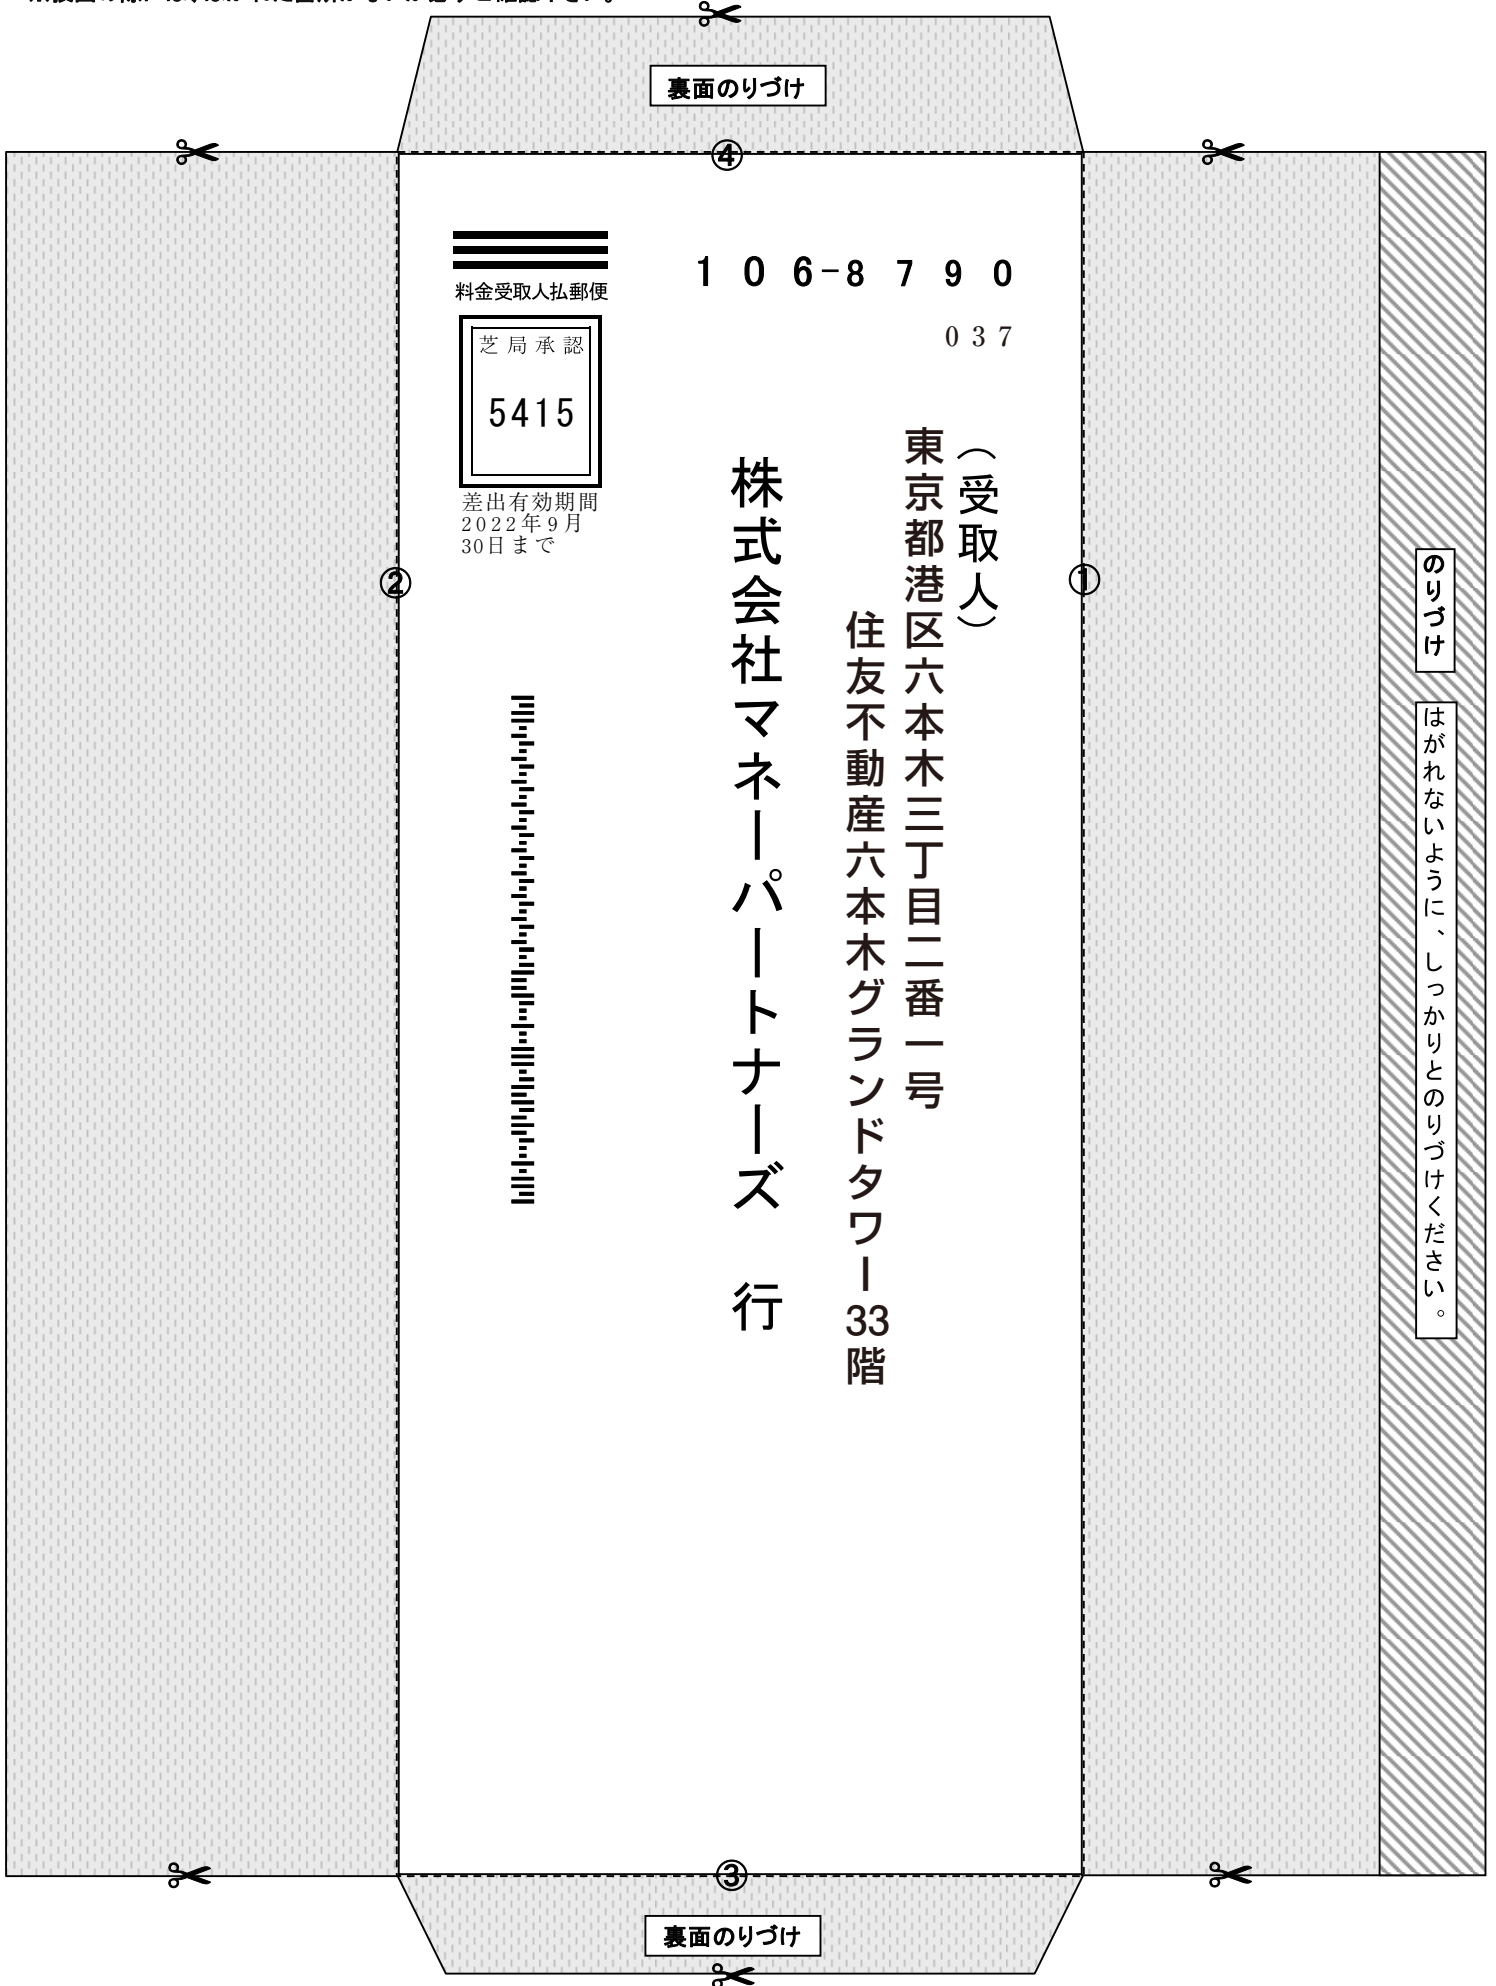 裏面のりづけ
④
料金受取人払郵便
芝局承認
5415
差出有効期間
2022年9月
30日まで
106-8790
037
(受取人)
東京都港区六本木三丁目二番一号
住友不動産六本木グランドタワー33階
株式会社マネーパートナーズ 行
②
①
のりづけ
はがれないように、しっかりとのりづけください。
③
裏面のりづけ